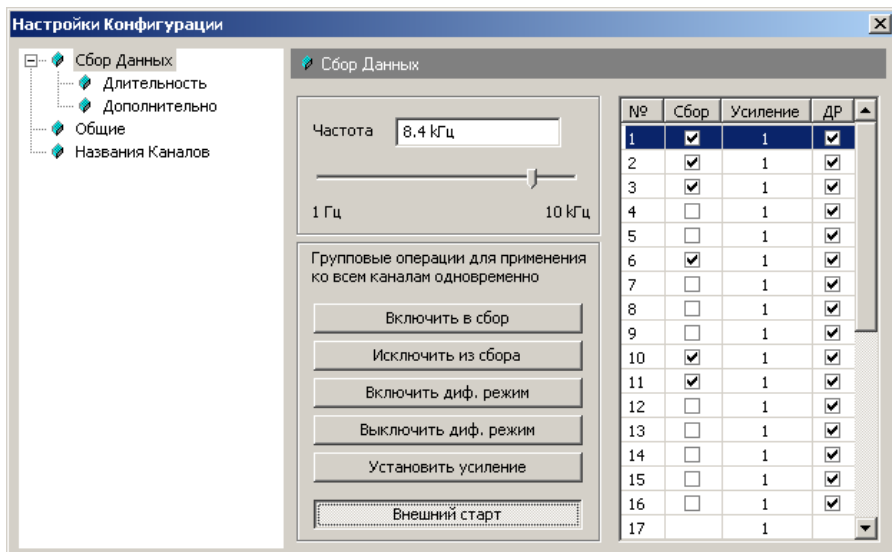 Настройки Конфигурации
Сбор Данных
Длительность
Дополнительно
Общие
Названия Каналов
Сбор Данных
Частота 8.4 kГц
1 Гц 10 kГц
Групповые операции для применения
ко всем каналам одновременно
Включить в сбор
Исключить из сбора
Включить диф. режим
Выключить диф. режим
Установить усиление
Внешний старт
№ Сбор Усиление ДР
1 1
2 1
3 1
4 1
5 1
6 1
7 1
8 1
9 1
10 1
11 1
12 1
13 1
14 1
15 1
16 1
17 1